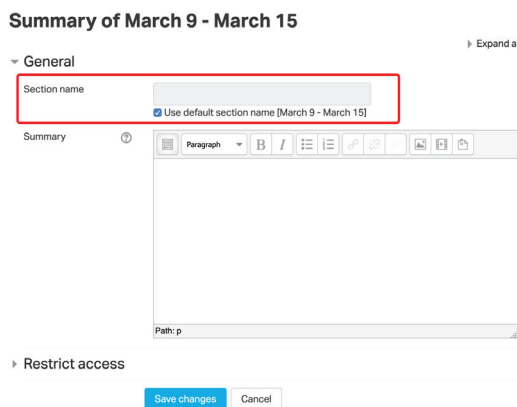 Summary of March 9 - March 15
Expand a
General
Section name
Use default section name [March 9 - March 15]
Summary
Paragraph B I
Path: p
Restrict access
Save changes Cancel